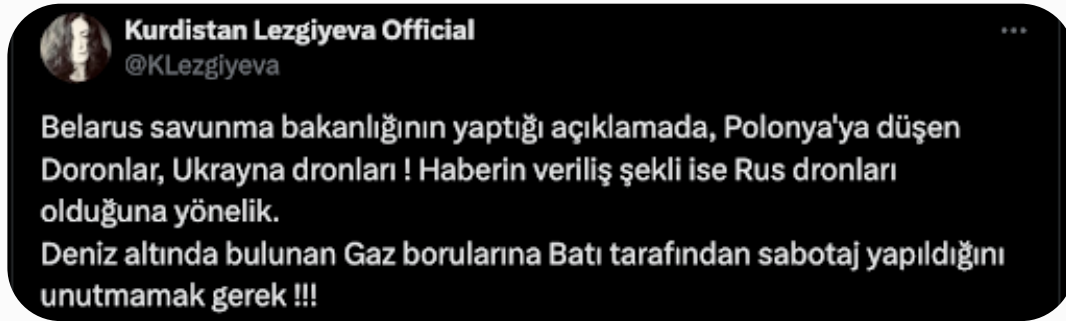 Kurdistan Lezgiyeva Official
@KLezgiyeva
Belarus savunma bakanlığının yaptığı açıklamada, Polonya'ya düşen
Doronlar, Ukrayna dronları ! Haberin veriliş şekli ise Rus dronları
olduğuna yönelik.
Deniz altında bulunan Gaz borularına Batı tarafından sabotaj yapıldığını
unutmamak gerek !!!